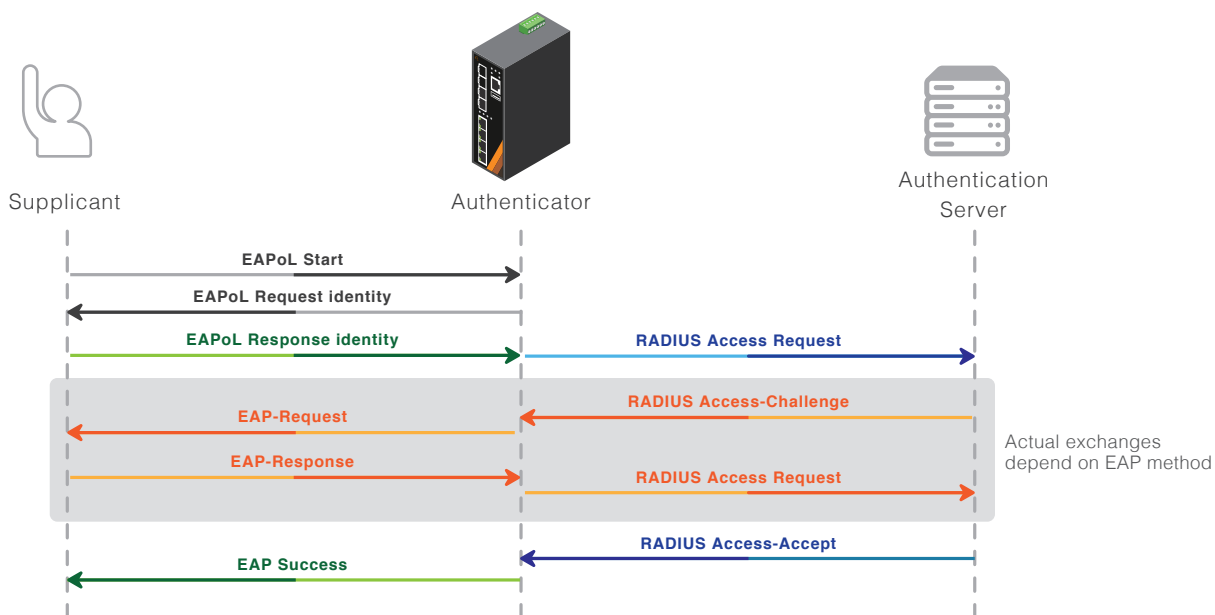 Supplicant
Authenticator
Authentication
Server
EAPoL Start
EAPoL Request identity
EAPoL Response identity
RADIUS Access Request
RADIUS Access-Challenge
EAP-Request
EAP-Response
RADIUS Access Request
Actual exchanges
depend on EAP method
RADIUS Access-Accept
EAP Success